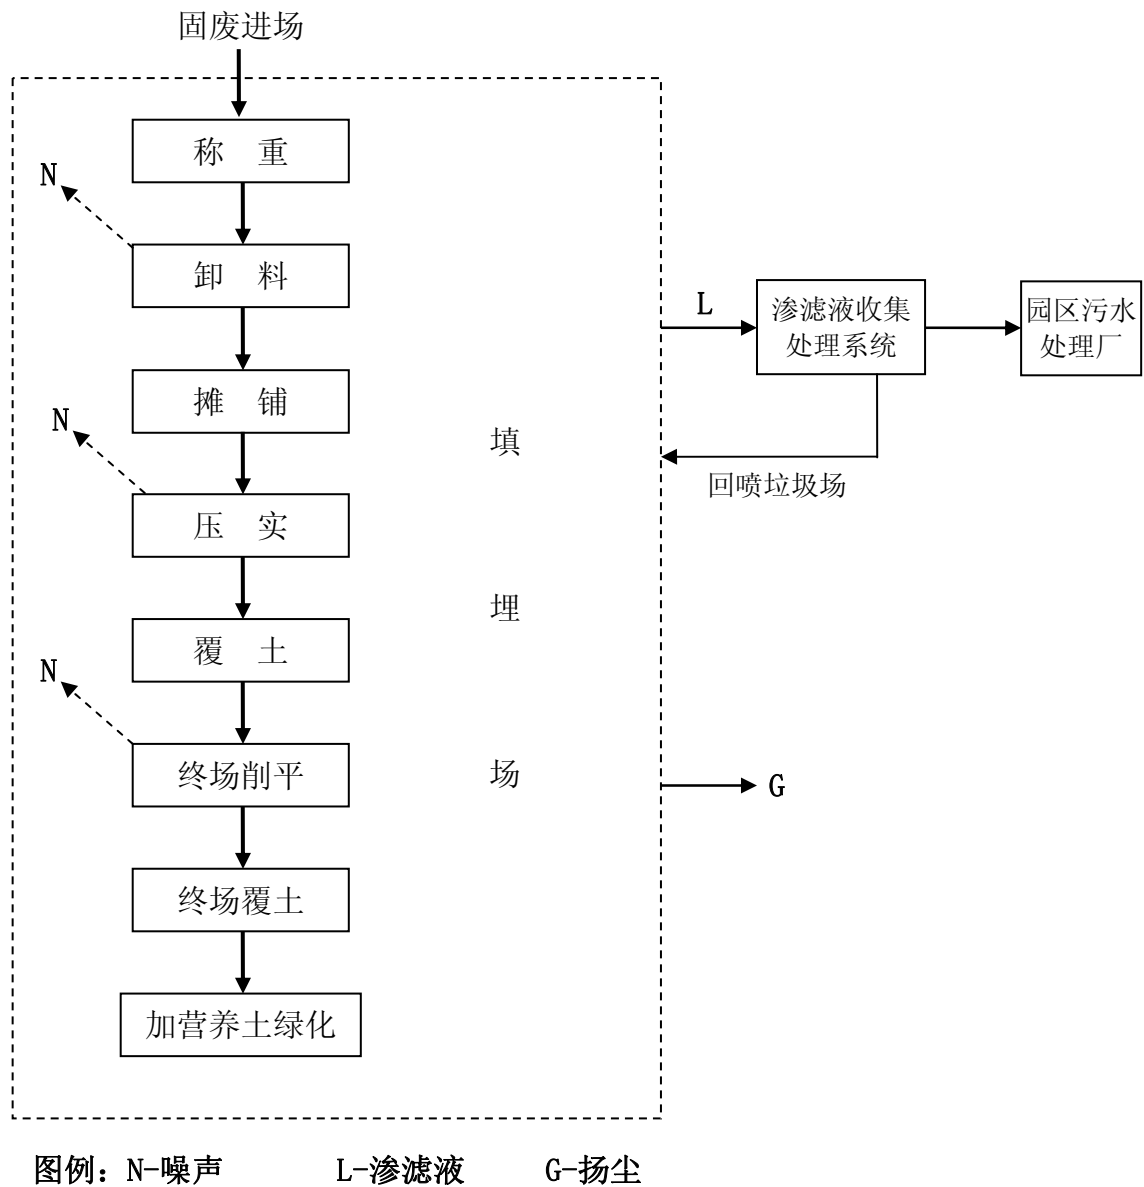 固废进场
称 重
N
卸 料
L
渗滤液收集
处理系统
园区污水
处理厂
摊 铺
N
填
回喷垃圾场
压 实
埋
覆 土
N
终场削平
场
G
终场覆土
加营养土绿化
图例：N-噪声 L-渗滤液 G-扬尘